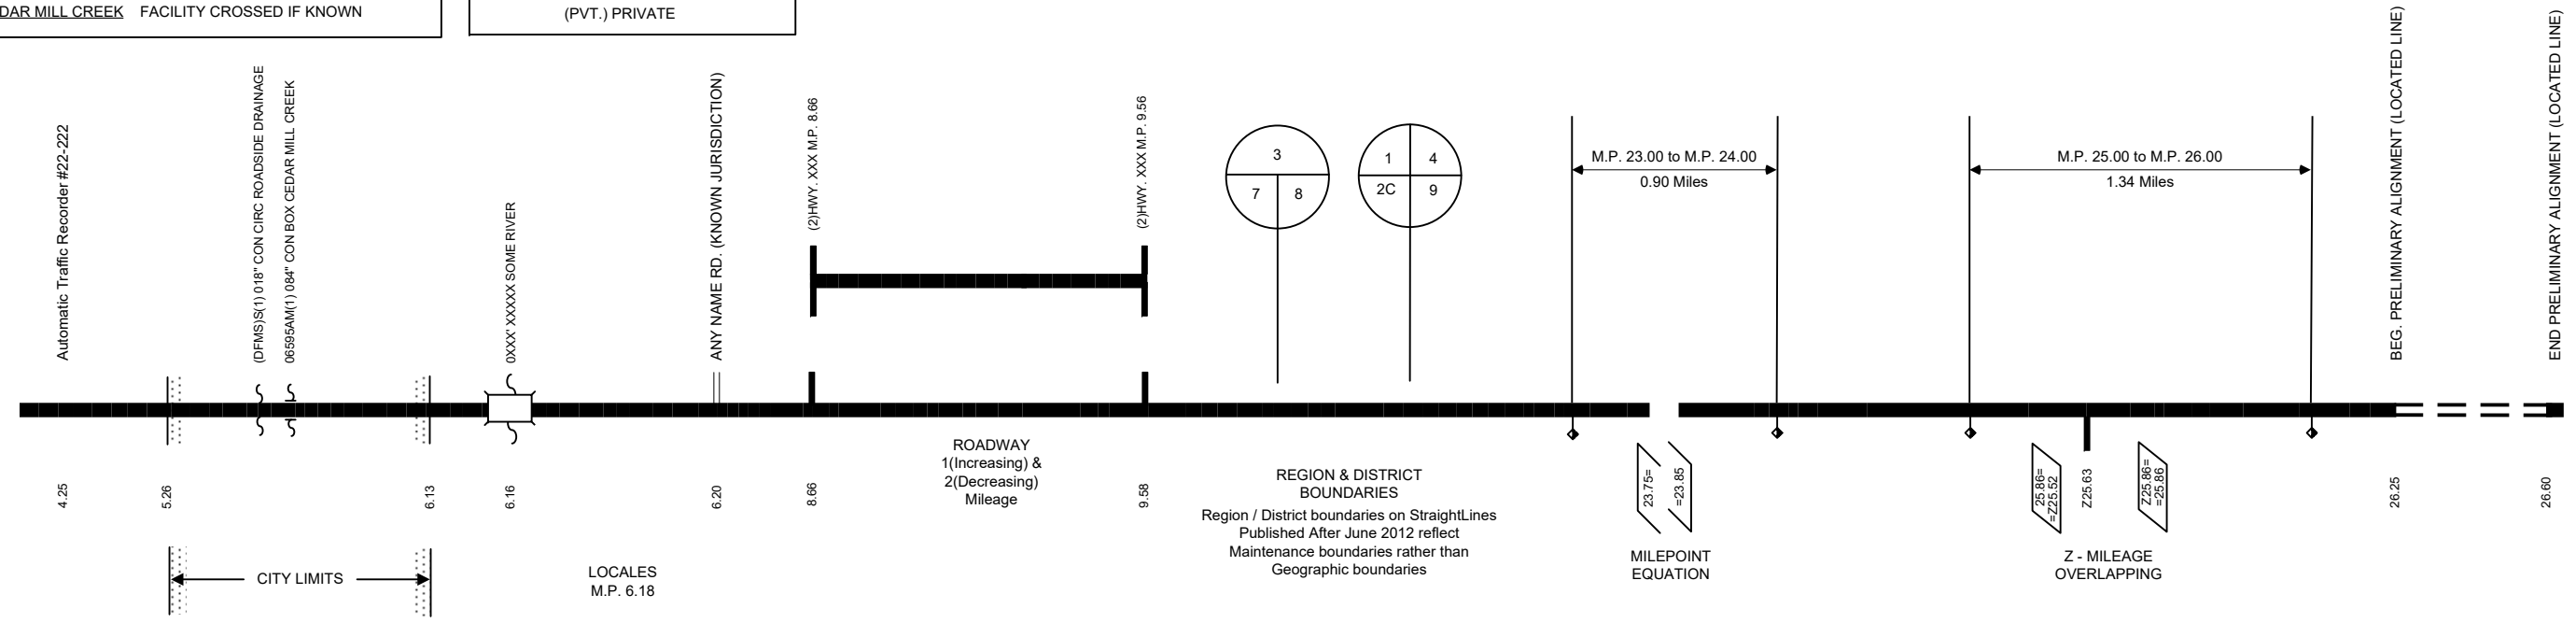 DAR MILL CREEK FACILITY CROSSED IF KNOWN
(PVT.) PRIVATE
Automatic Traffic Recorder #22-222
(DFMS)S(1) 018" CON CIRC ROADSIDE DRAINAGE
06595AM(1) 084" CON BOX CEDAR MILL CREEK
0XXX' XXXXX SOME RIVER
ANY NAME RD. (KNOWN JURISDICTION)
(2)HWY. XXX M.P. 8.66
(2)HWY. XXX M.P. 9.56
3
7 8
1 4
2C 9
M.P. 23.00 to M.P. 24.00
0.90 Miles
M.P. 25.00 to M.P. 26.00
1.34 Miles
BEG. PRELIMINARY ALIGNMENT (LOCATED LINE)
END PRELIMINARY ALIGNMENT (LOCATED LINE)
4.25
5.26
6.13
6.16
6.20
8.66
ROADWAY
1(Increasing) &
2(Decreasing)
Mileage
9.58
REGION & DISTRICT
BOUNDARIES
Region / District boundaries on StraightLines
Published After June 2012 reflect
Maintenance boundaries rather than
Geographic boundaries
23.75=
=23.85
MILEPOINT
EQUATION
25.86=
=Z25.52
Z25.63
Z25.86=
=25.86
Z - MILEAGE
OVERLAPPING
26.25
26.60
CITY LIMITS
LOCALES
M.P. 6.18